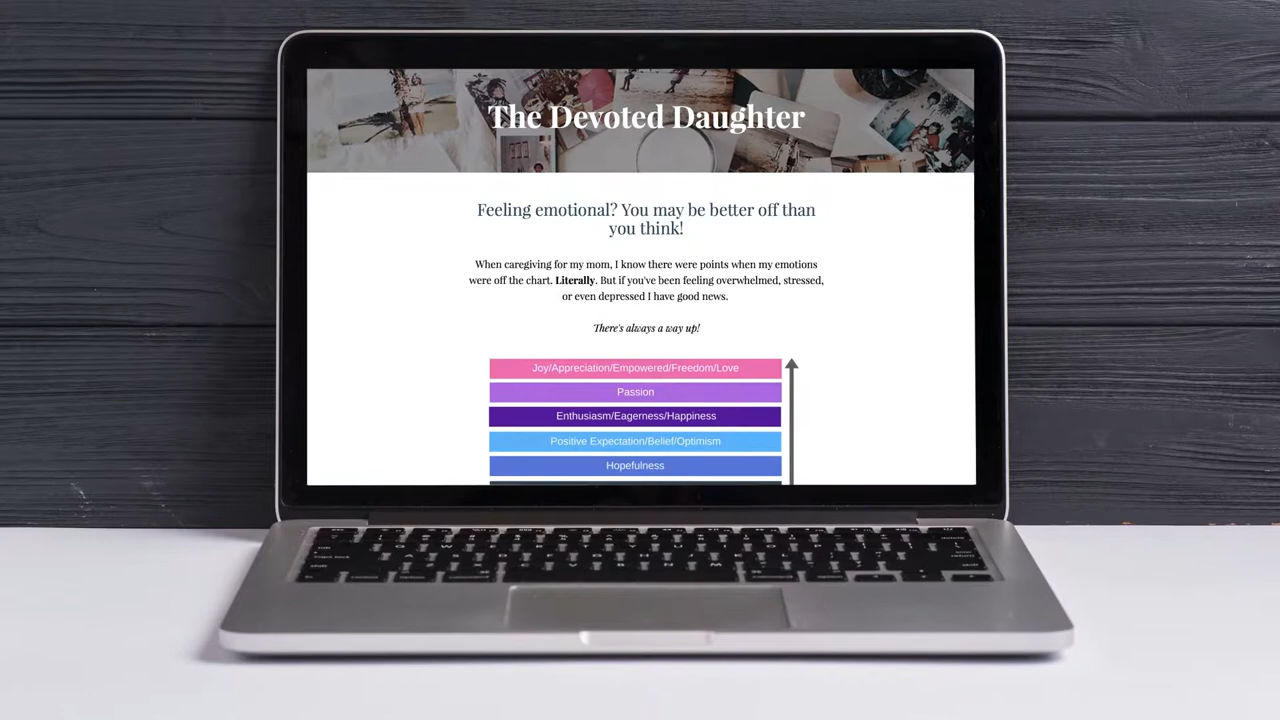 The Devoted Daughter
Feeling emotional? You may be better off than
you think!
When caregiving for my mom, I know there were points when my emotions
were off the chart. Literally. But if you've been feeling overwhelmed, stressed,
or even depressed I have good news.
There's always a way up!
Joy/Appreciation/Empowered/Freedom/Love
Passion
Enthusiasm/Eagerness/Happiness
Positive Expectation/Belief/Optimism
Hopefulness